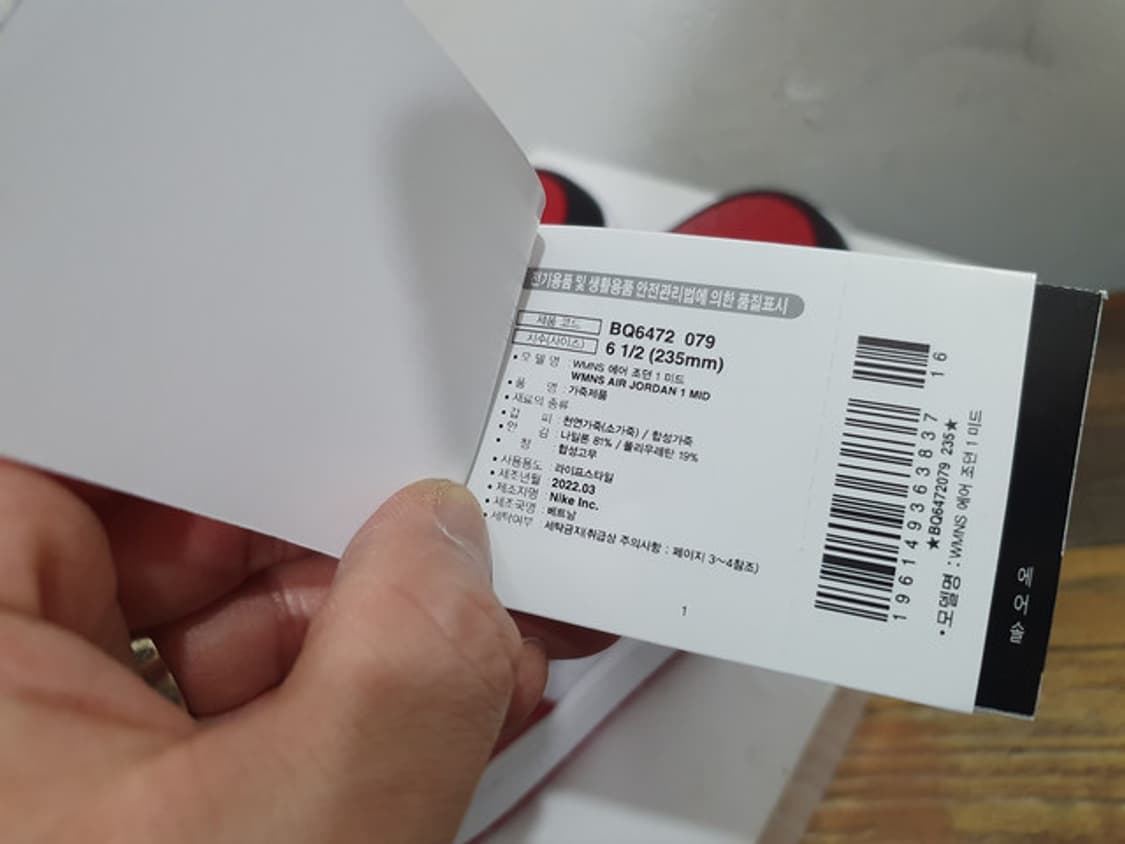 전기용품 및 생활용품 안전관리법에 의한 품질표시
제품 코드 BQ6472 079
치수(사이즈) 6 1/2 (235mm)
• 모 델 명 : WMNS 에어 조던 1 미드
WMNS AIR JORDAN 1 MID
• 품 명 : 가죽제품
• 재료의 종류
• 겉 피 : 천연가죽(소가죽) / 합성가죽
• 안 감 : 나일론 81% / 폴리우레탄 19%
• 창 : 합성고무
• 사용용도 : 라이프스타일
• 제조년월 : 2022.03
• 제조자명 : Nike Inc.
• 제조국명 : 베트남
• 세탁여부 : 세탁금지(취급상 주의사항 : 페이지 3~4참조)
1
16
196149363837
★BQ6472079 235★
• 모델명 : WMNS 에어 조던 1 미드
에어솔